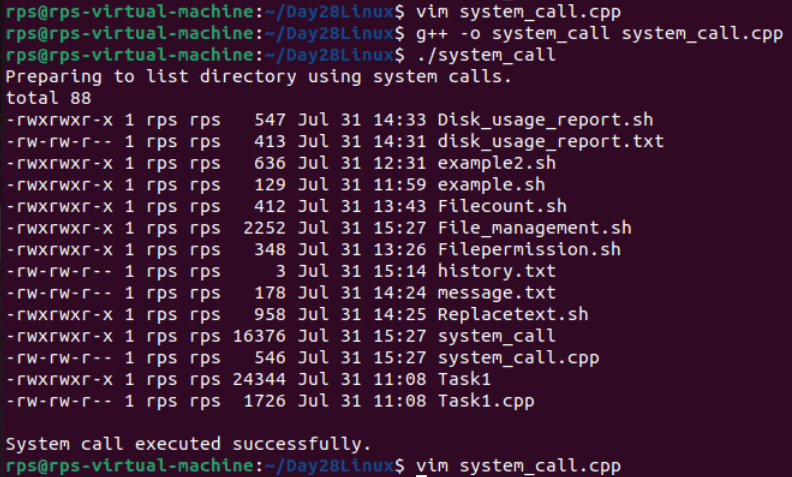 rps@rps-virtual-machine:~/Day28Linux$ vim system_call.cpp
rps@rps-virtual-machine:~/Day28Linux$ g++ -o system_call system_call.cpp
rps@rps-virtual-machine:~/Day28Linux$ ./system_call
Preparing to list directory using system calls.
total 88
-rwxrwxr-x 1 rps rps   547 Jul 31 14:33 Disk_usage_report.sh
-rw-rw-r-- 1 rps rps   413 Jul 31 14:31 disk_usage_report.txt
-rwxrwxr-x 1 rps rps   636 Jul 31 12:31 example2.sh
-rwxrwxr-x 1 rps rps   129 Jul 31 11:59 example.sh
-rwxrwxr-x 1 rps rps   412 Jul 31 13:43 Filecount.sh
-rwxrwxr-x 1 rps rps  2252 Jul 31 15:27 File_management.sh
-rwxrwxr-x 1 rps rps   348 Jul 31 13:26 Filepermission.sh
-rw-rw-r-- 1 rps rps     3 Jul 31 15:14 history.txt
-rw-rw-r-- 1 rps rps   178 Jul 31 14:24 message.txt
-rwxrwxr-x 1 rps rps   958 Jul 31 14:25 Replacetext.sh
-rwxrwxr-x 1 rps rps 16376 Jul 31 15:27 system_call
-rw-rw-r-- 1 rps rps   546 Jul 31 15:27 system_call.cpp
-rwxrwxr-x 1 rps rps 24344 Jul 31 11:08 Task1
-rw-rw-r-- 1 rps rps  1726 Jul 31 11:08 Task1.cpp
System call executed successfully.
rps@rps-virtual-machine:~/Day28Linux$ vim system_call.cpp